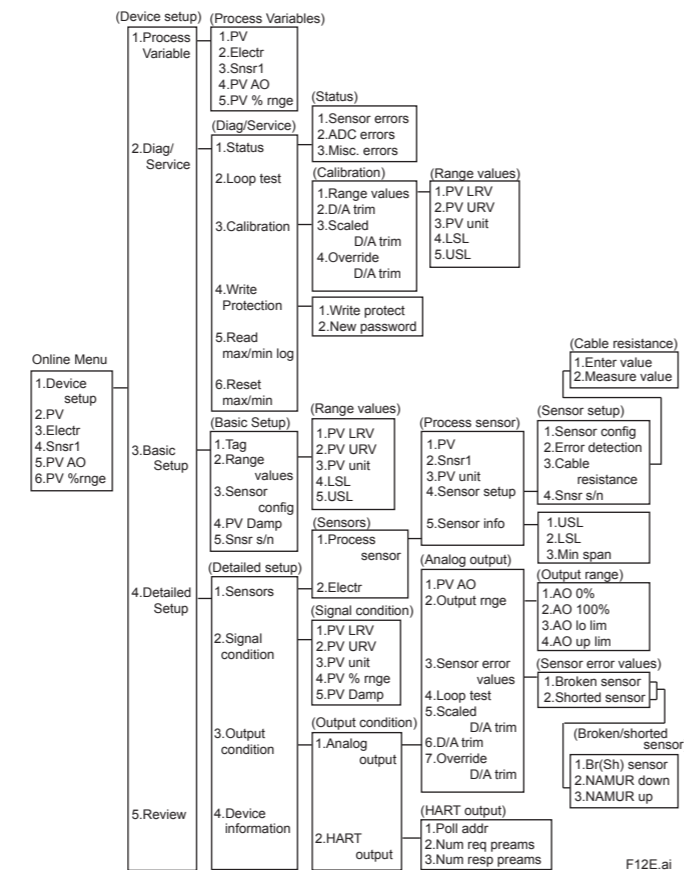 (Device setup)
1.Process
Variable
2.Diag/
Service
3.Basic
Setup
4.Detailed
Setup
5.Review
(Process Variables)
1.PV
2.Electr
3.Snsr1
4.PV AO
5.PV % rnge
(Diag/Service)
1.Status
2.Loop test
3.Calibration
4.Write
Protection
5.Read
max/min log
6.Reset
max/min
(Status)
1.Sensor errors
2.ADC errors
3.Misc. errors
(Calibration)
1.Range values
2.D/A trim
3.Scaled
D/A trim
4.Override
D/A trim
(Range values)
1.PV LRV
2.PV URV
3.PV unit
4.LSL
5.USL
1.Write protect
2.New password
Online Menu
1.Device
setup
2.PV
3.Electr
4.Snsr1
5.PV AO
6.PV %rnge
(Basic Setup)
1.Tag
2.Range
values
3.Sensor
config
4.PV Damp
5.Snsr s/n
(Range values)
1.PV LRV
2.PV URV
3.PV unit
4.LSL
5.USL
(Detailed setup)
1.Sensors
2.Signal
condition
3.Output
condition
4.Device
information
(Sensors)
1.Process
sensor
2.Electr
(Process sensor)
1.PV
2.Snsr1
3.PV unit
4.Sensor setup
5.Sensor info
(Cable resistance)
1.Enter value
2.Measure value
(Sensor setup)
1.Sensor config
2.Error detection
3.Cable
resistance
4.Snsr s/n
1.USL
2.LSL
3.Min span
(Signal condition)
1.PV LRV
2.PV URV
3.PV unit
4.PV % rnge
5.PV Damp
(Output condition)
1.Analog
output
2.HART
output
(Analog output)
1.PV AO
2.Output rnge
3.Sensor error
values
4.Loop test
5.Scaled
D/A trim
6.D/A trim
7.Override
D/A trim
(Output range)
1.AO 0%
2.AO 100%
3.AO lo lim
4.AO up lim
(Sensor error values)
1.Broken sensor
2.Shorted sensor
(Broken/shorted
sensor
1.Br(Sh) sensor
2.NAMUR down
3.NAMUR up
(HART output)
1.Poll addr
2.Num req preams
3.Num resp preams
F12E.ai